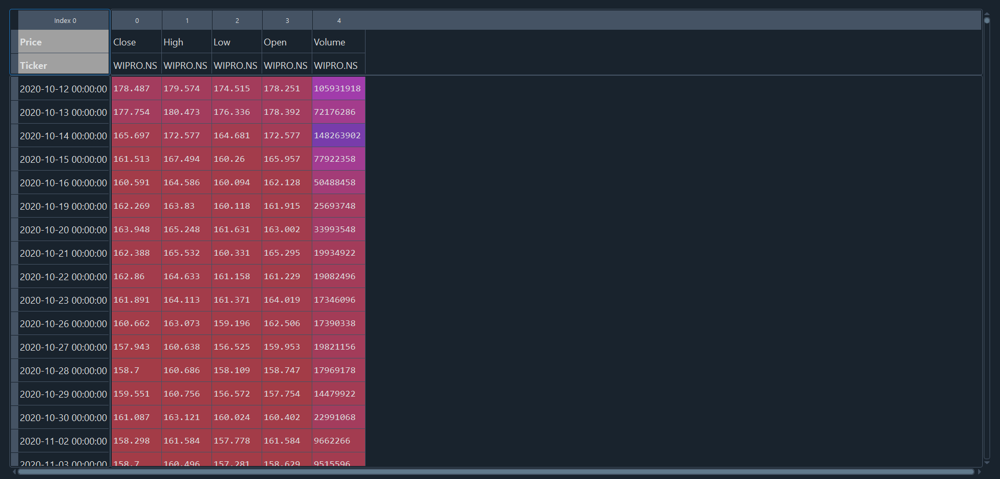 Index 0 0 1 2 3 4
Price Close High Low Open Volume
Ticker WIPRO.NS WIPRO.NS WIPRO.NS WIPRO.NS WIPRO.NS
2020-10-12 00:00:00 178.487 179.574 174.515 178.251 105931918
2020-10-13 00:00:00 177.754 180.473 176.336 178.392 72176286
2020-10-14 00:00:00 165.697 172.577 164.681 172.577 148263902
2020-10-15 00:00:00 161.513 167.494 160.26 165.957 77922358
2020-10-16 00:00:00 160.591 164.586 160.094 162.128 50488458
2020-10-19 00:00:00 162.269 163.83 160.118 161.915 25693748
2020-10-20 00:00:00 163.948 165.248 161.631 163.002 33993548
2020-10-21 00:00:00 162.388 165.532 160.331 165.295 19934922
2020-10-22 00:00:00 162.86 164.633 161.158 161.229 19082496
2020-10-23 00:00:00 161.891 164.113 161.371 164.019 17346096
2020-10-26 00:00:00 160.662 163.073 159.196 162.506 17390338
2020-10-27 00:00:00 157.943 160.638 156.525 159.953 19821156
2020-10-28 00:00:00 158.7 160.686 158.109 158.747 17969178
2020-10-29 00:00:00 159.551 160.756 156.572 157.754 14479922
2020-10-30 00:00:00 161.087 163.121 160.024 160.402 22991068
2020-11-02 00:00:00 158.298 161.584 157.778 161.584 9662266
2020-11-03 00:00:00 158.7 160.496 157.281 158.629 9515596